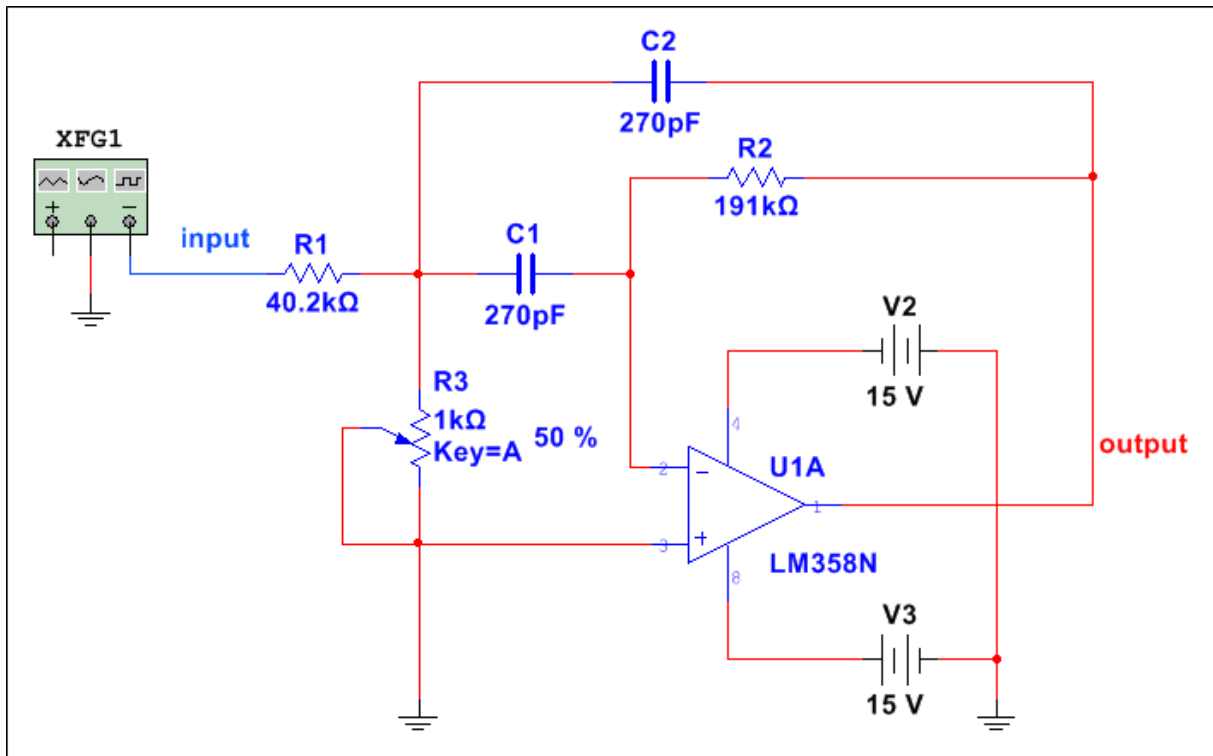 C2
270pF
XFG1
R2
191kΩ
+
−
input
R1
40.2kΩ
C1
270pF
V2
15 V
R3
1kΩ
Key=A
50 %
4
U1A
output
2
−
1
3
+
LM358N
8
V3
15 V